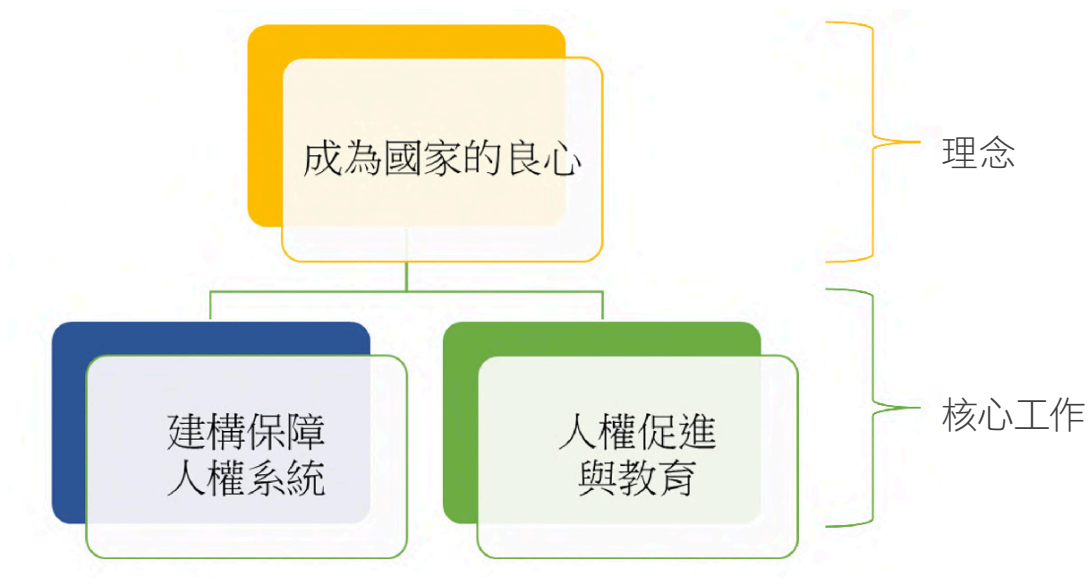 成為國家的良心
理念
建構保障
人權系統
人權促進
與教育
核心工作